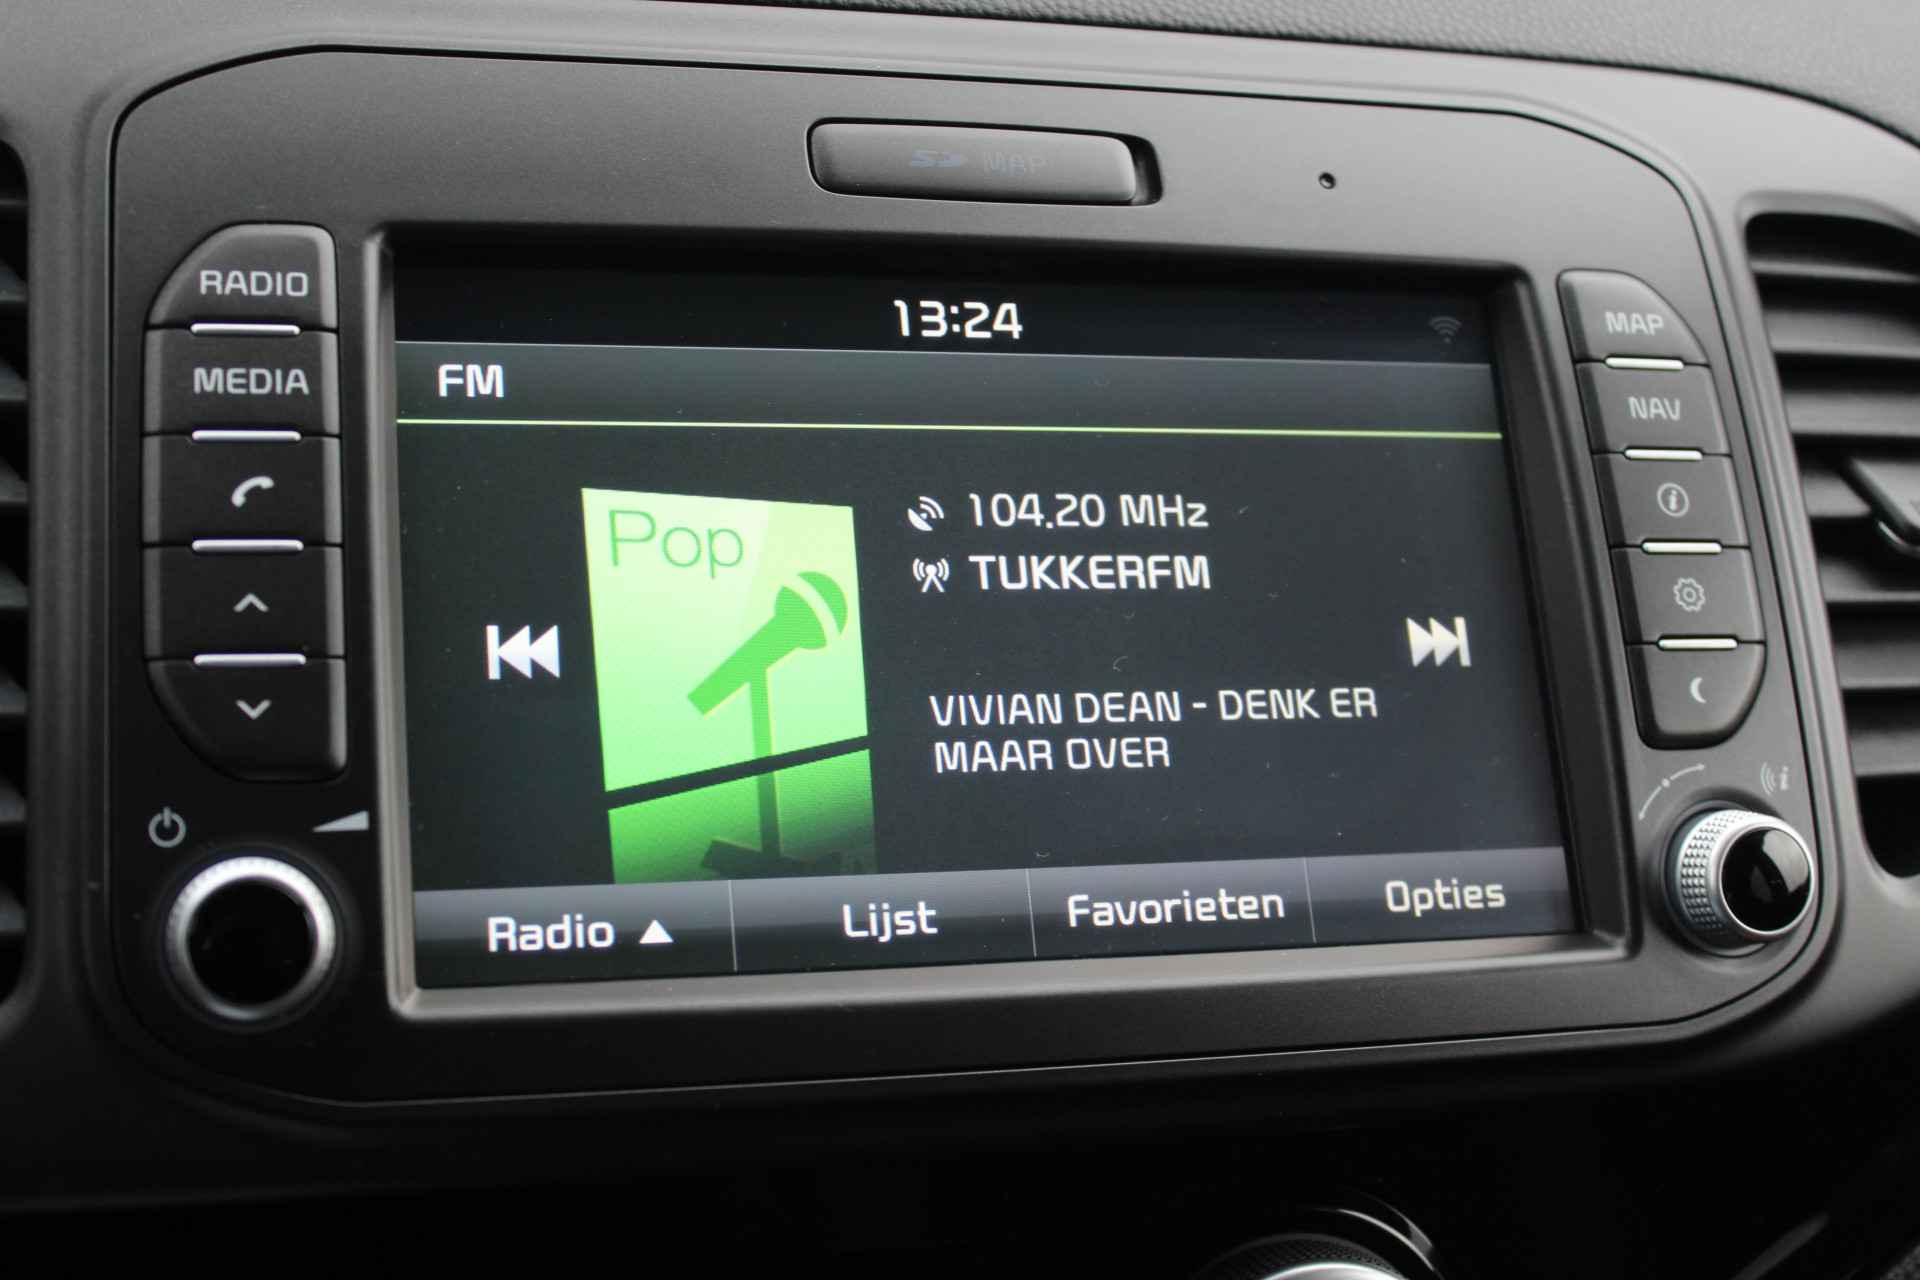 SD MAP
RADIO
MEDIA
13:24
FM
Pop
104.20 MHz
TUKKERFM
VIVIAN DEAN - DENK ER
MAAR OVER
Radio ▲
Lijst
Favorieten
Opties
MAP
NAV